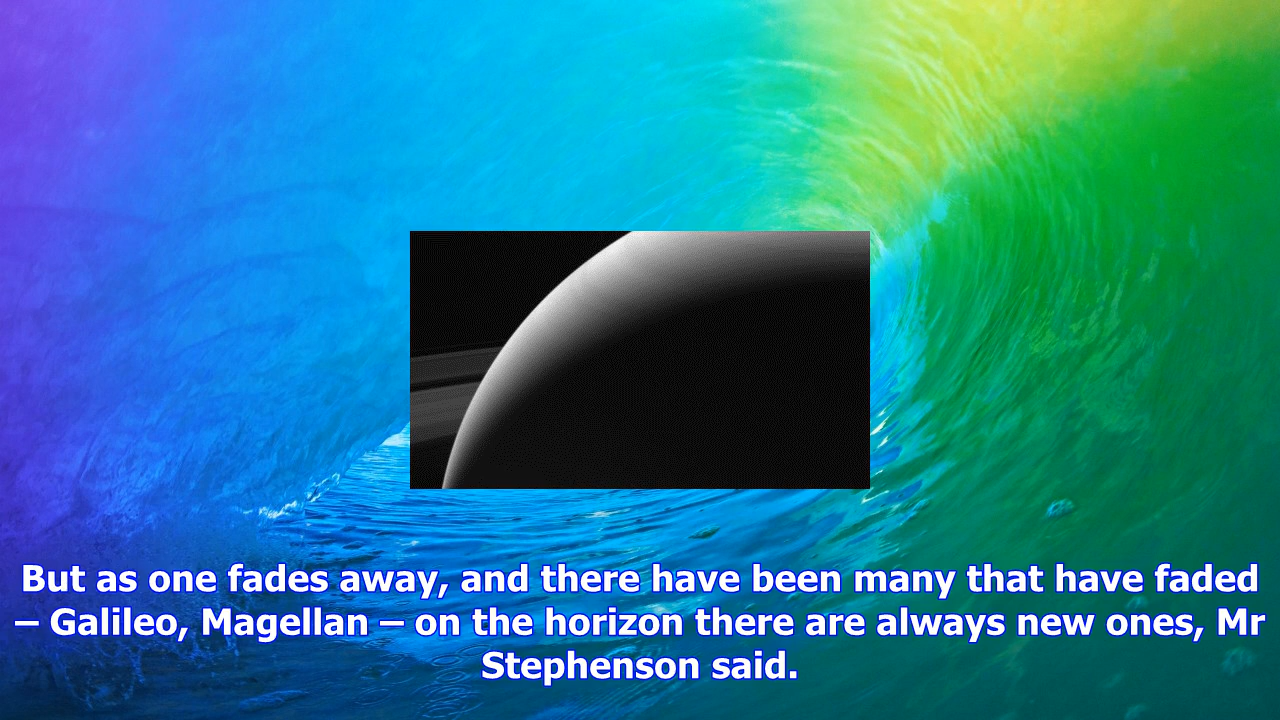 But as one fades away, and there have been many that have faded
– Galileo, Magellan – on the horizon there are always new ones, Mr
Stephenson said.